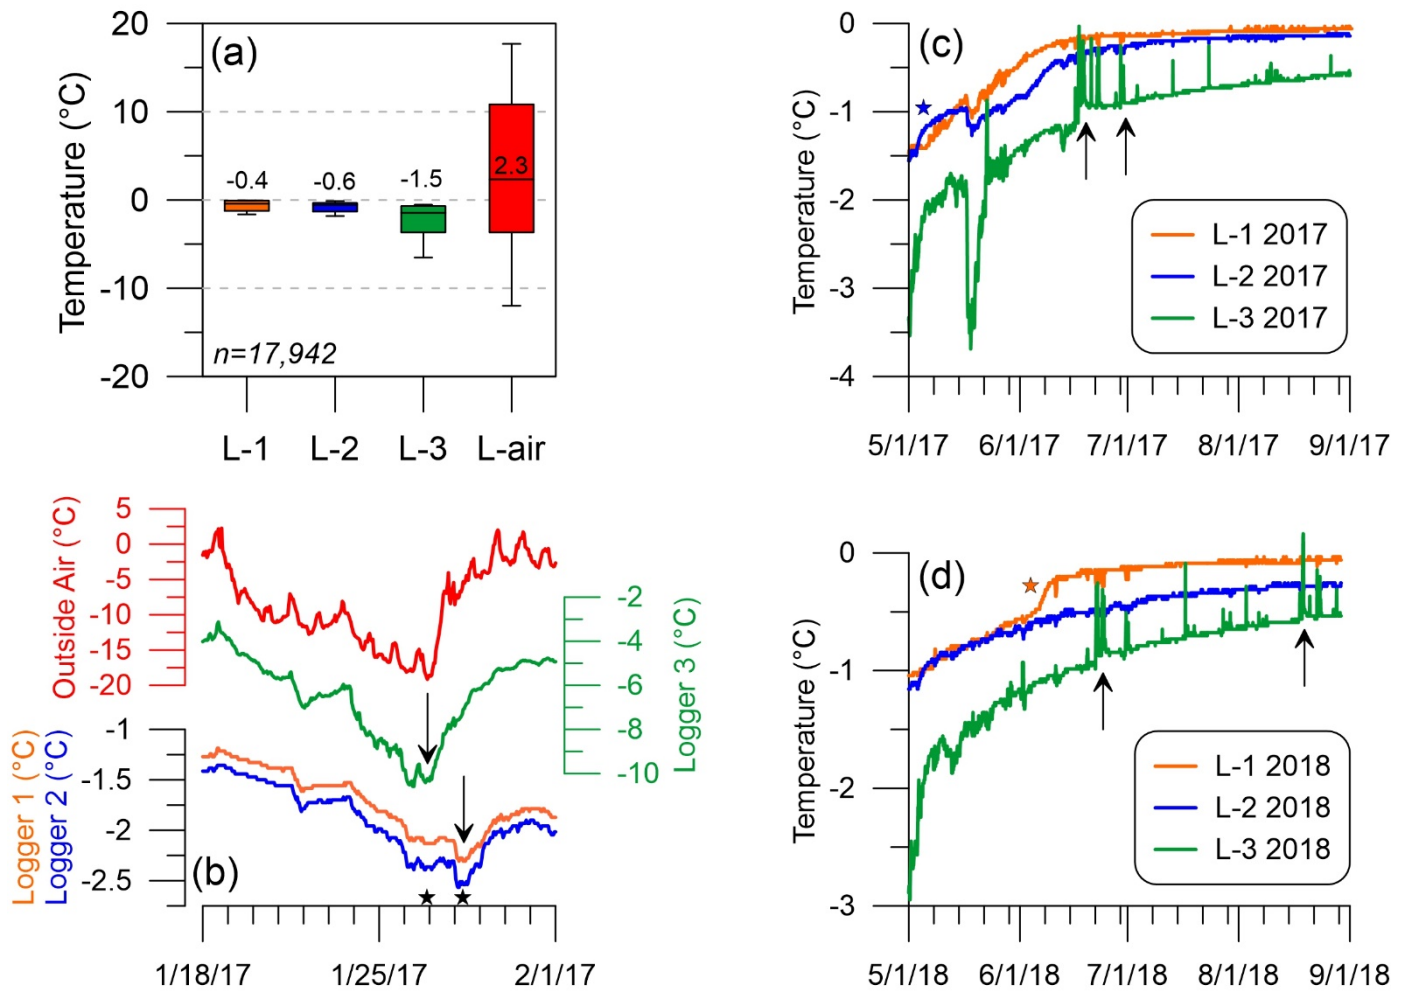 (a)
Temperature (°C)
20
10
0
-10
-20
-0.4
-0.6
-1.5
2.3
n=17,942
L-1
L-2
L-3
L-air
(b)
Outside Air (°C)
5
0
-5
-10
-15
-20
Logger 3 (°C)
-2
-4
-6
-8
-10
Logger 1 (°C)
Logger 2 (°C)
-1
-1.5
-2
-2.5
1/18/17
1/25/17
2/1/17
(c)
Temperature (°C)
0
-1
-2
-3
-4
L-1 2017
L-2 2017
L-3 2017
5/1/17
6/1/17
7/1/17
8/1/17
9/1/17
(d)
Temperature (°C)
0
-1
-2
-3
L-1 2018
L-2 2018
L-3 2018
5/1/18
6/1/18
7/1/18
8/1/18
9/1/18